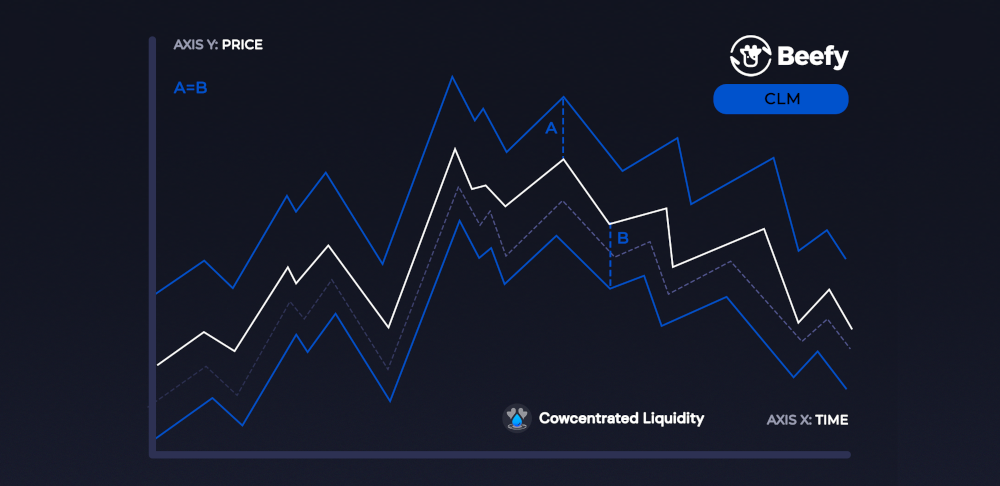 AXIS Y: PRICE
Beefy
A=B
CLM
A
B
Cowcentrated Liquidity
AXIS X: TIME